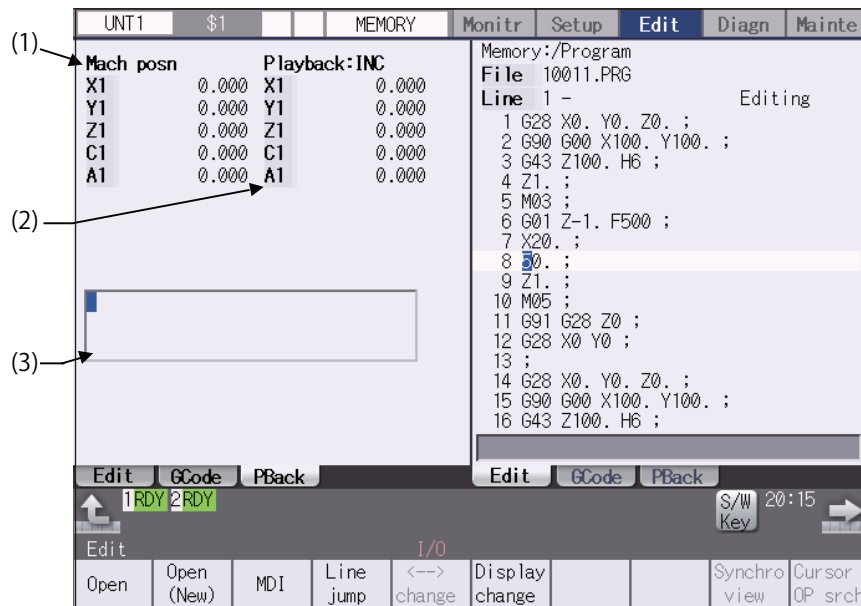 UNT1 $1 MEMORY Monitr Setup Edit Diagn Mainte
(1)
Mach posn Playback:INC
X1 0.000 X1 0.000
Y1 0.000 Y1 0.000
Z1 0.000 Z1 0.000
C1 0.000 C1 0.000
A1 0.000 A1 0.000
(2)
(3)
Memory:/Program
File 10011.PRG
Line 1 - Editing
1 G28 X0. Y0. Z0. ;
2 G90 G00 X100. Y100. ;
3 G43 Z100. H6 ;
4 Z1. ;
5 M03 ;
6 G01 Z-1. F500 ;
7 X20. ;
8 50. ;
9 Z1. ;
10 M05 ;
11 G91 G28 Z0 ;
12 G28 X0 Y0 ;
13 ;
14 G28 X0. Y0. Z0. ;
15 G90 G00 X100. Y100. ;
16 G43 Z100. H6 ;
Edit GCode PBack Edit GCode PBack
1 RDY 2 RDY S/W Key 20:15
Edit I/O
Open
Open (New)
MDI
Line jump
<--> change
Display change
Synchro view
Cursor OP srch